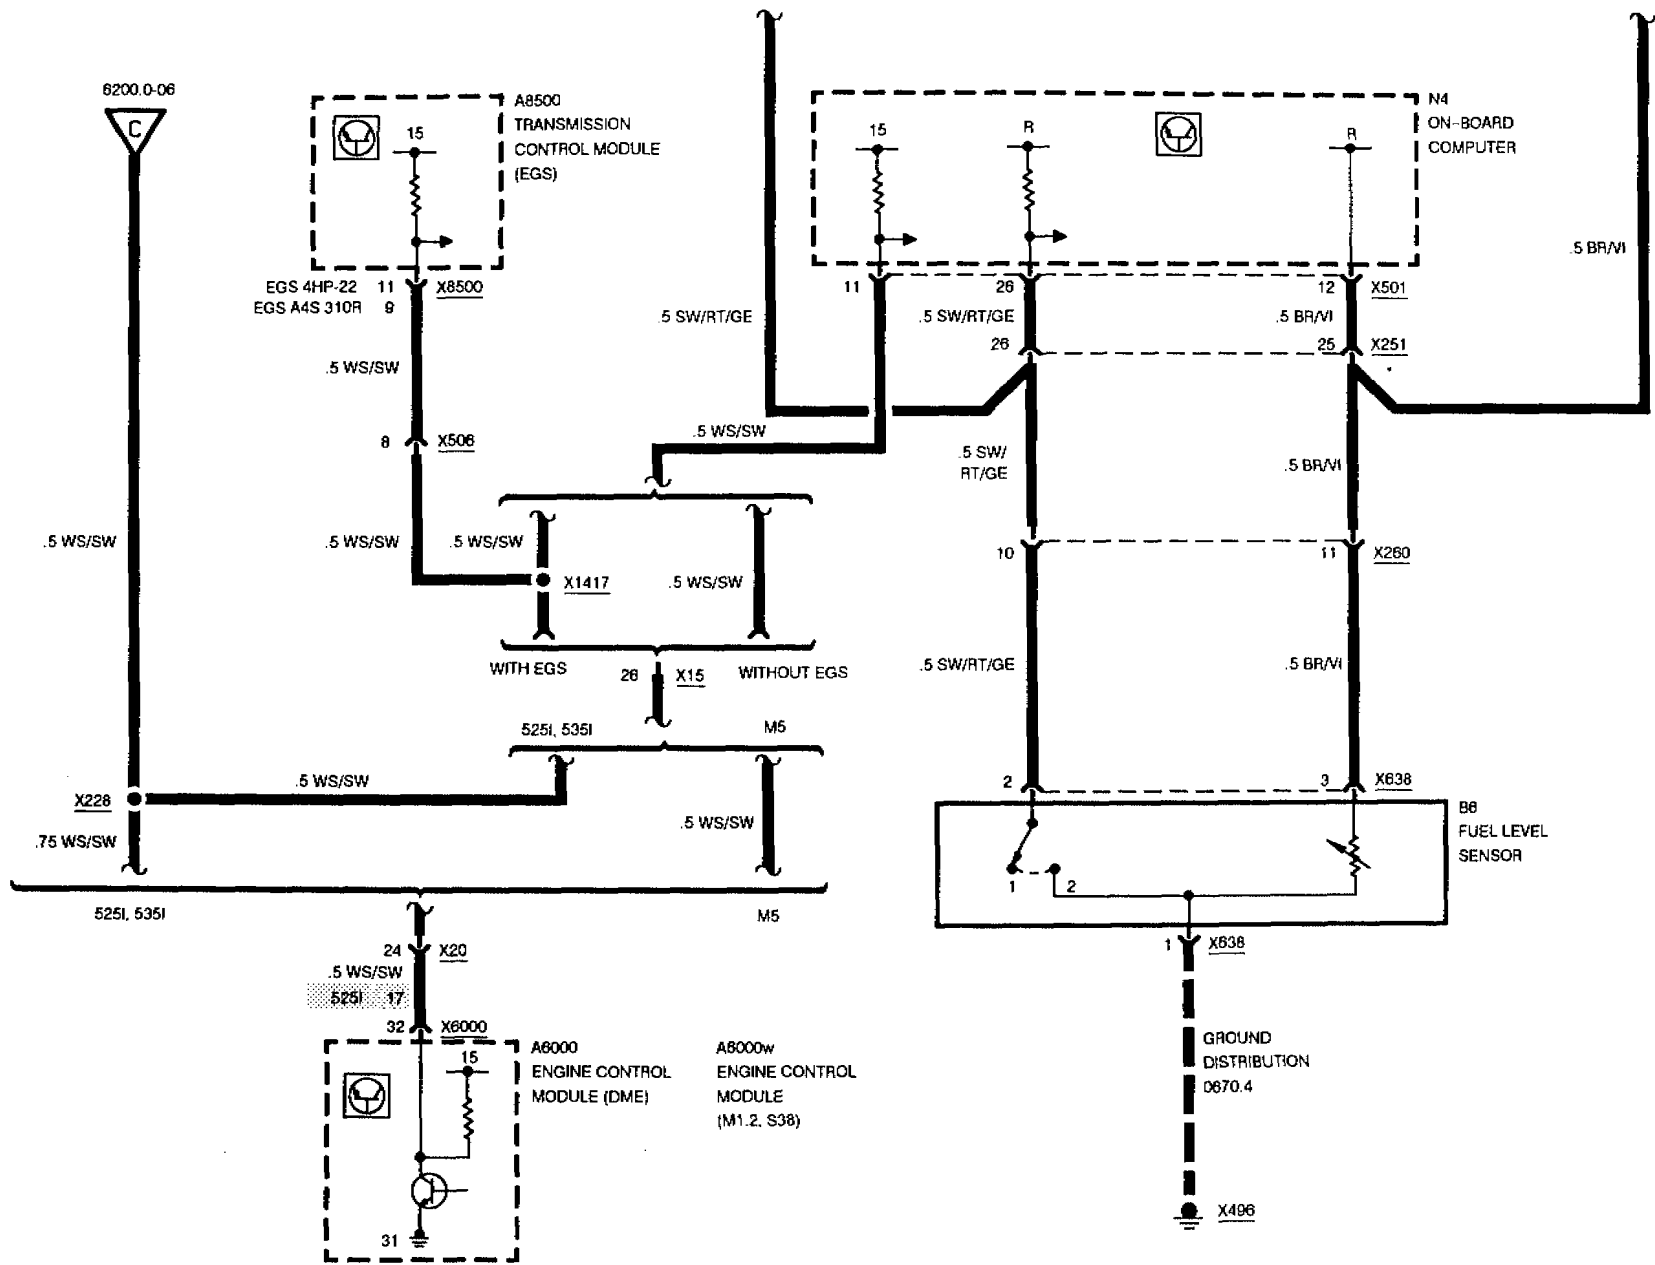 6200.0-06
C
A8500
TRANSMISSION
CONTROL MODULE
(EGS)
15
EGS 4HP-22 11 X8500
EGS A4S 310R 9
.5 WS/SW
8 X506
.5 WS/SW
.5 WS/SW
.5 WS/SW
X1417
.5 WS/SW
.5 WS/SW
WITH EGS
WITHOUT EGS
26 X15
525I, 535I
M5
.5 WS/SW
X228
.75 WS/SW
.5 WS/SW
525I, 535I
M5
24 X20
.5 WS/SW
525I 17
32 X6000
A6000
ENGINE CONTROL
MODULE (DME)
15
31
A6000w
ENGINE CONTROL
MODULE
(M1.2, S38)
N4
ON-BOARD
COMPUTER
15
R
R
11
26
12 X501
.5 SW/RT/GE
.5 SW/RT/GE
.5 BR/VI
.5 BR/VI
26
25 X251
.5 WS/SW
.5 SW/
RT/GE
.5 BR/VI
10
11 X260
.5 SW/RT/GE
.5 BR/VI
2
3 X638
B6
FUEL LEVEL
SENSOR
1
2
1 X638
GROUND
DISTRIBUTION
0670.4
X496